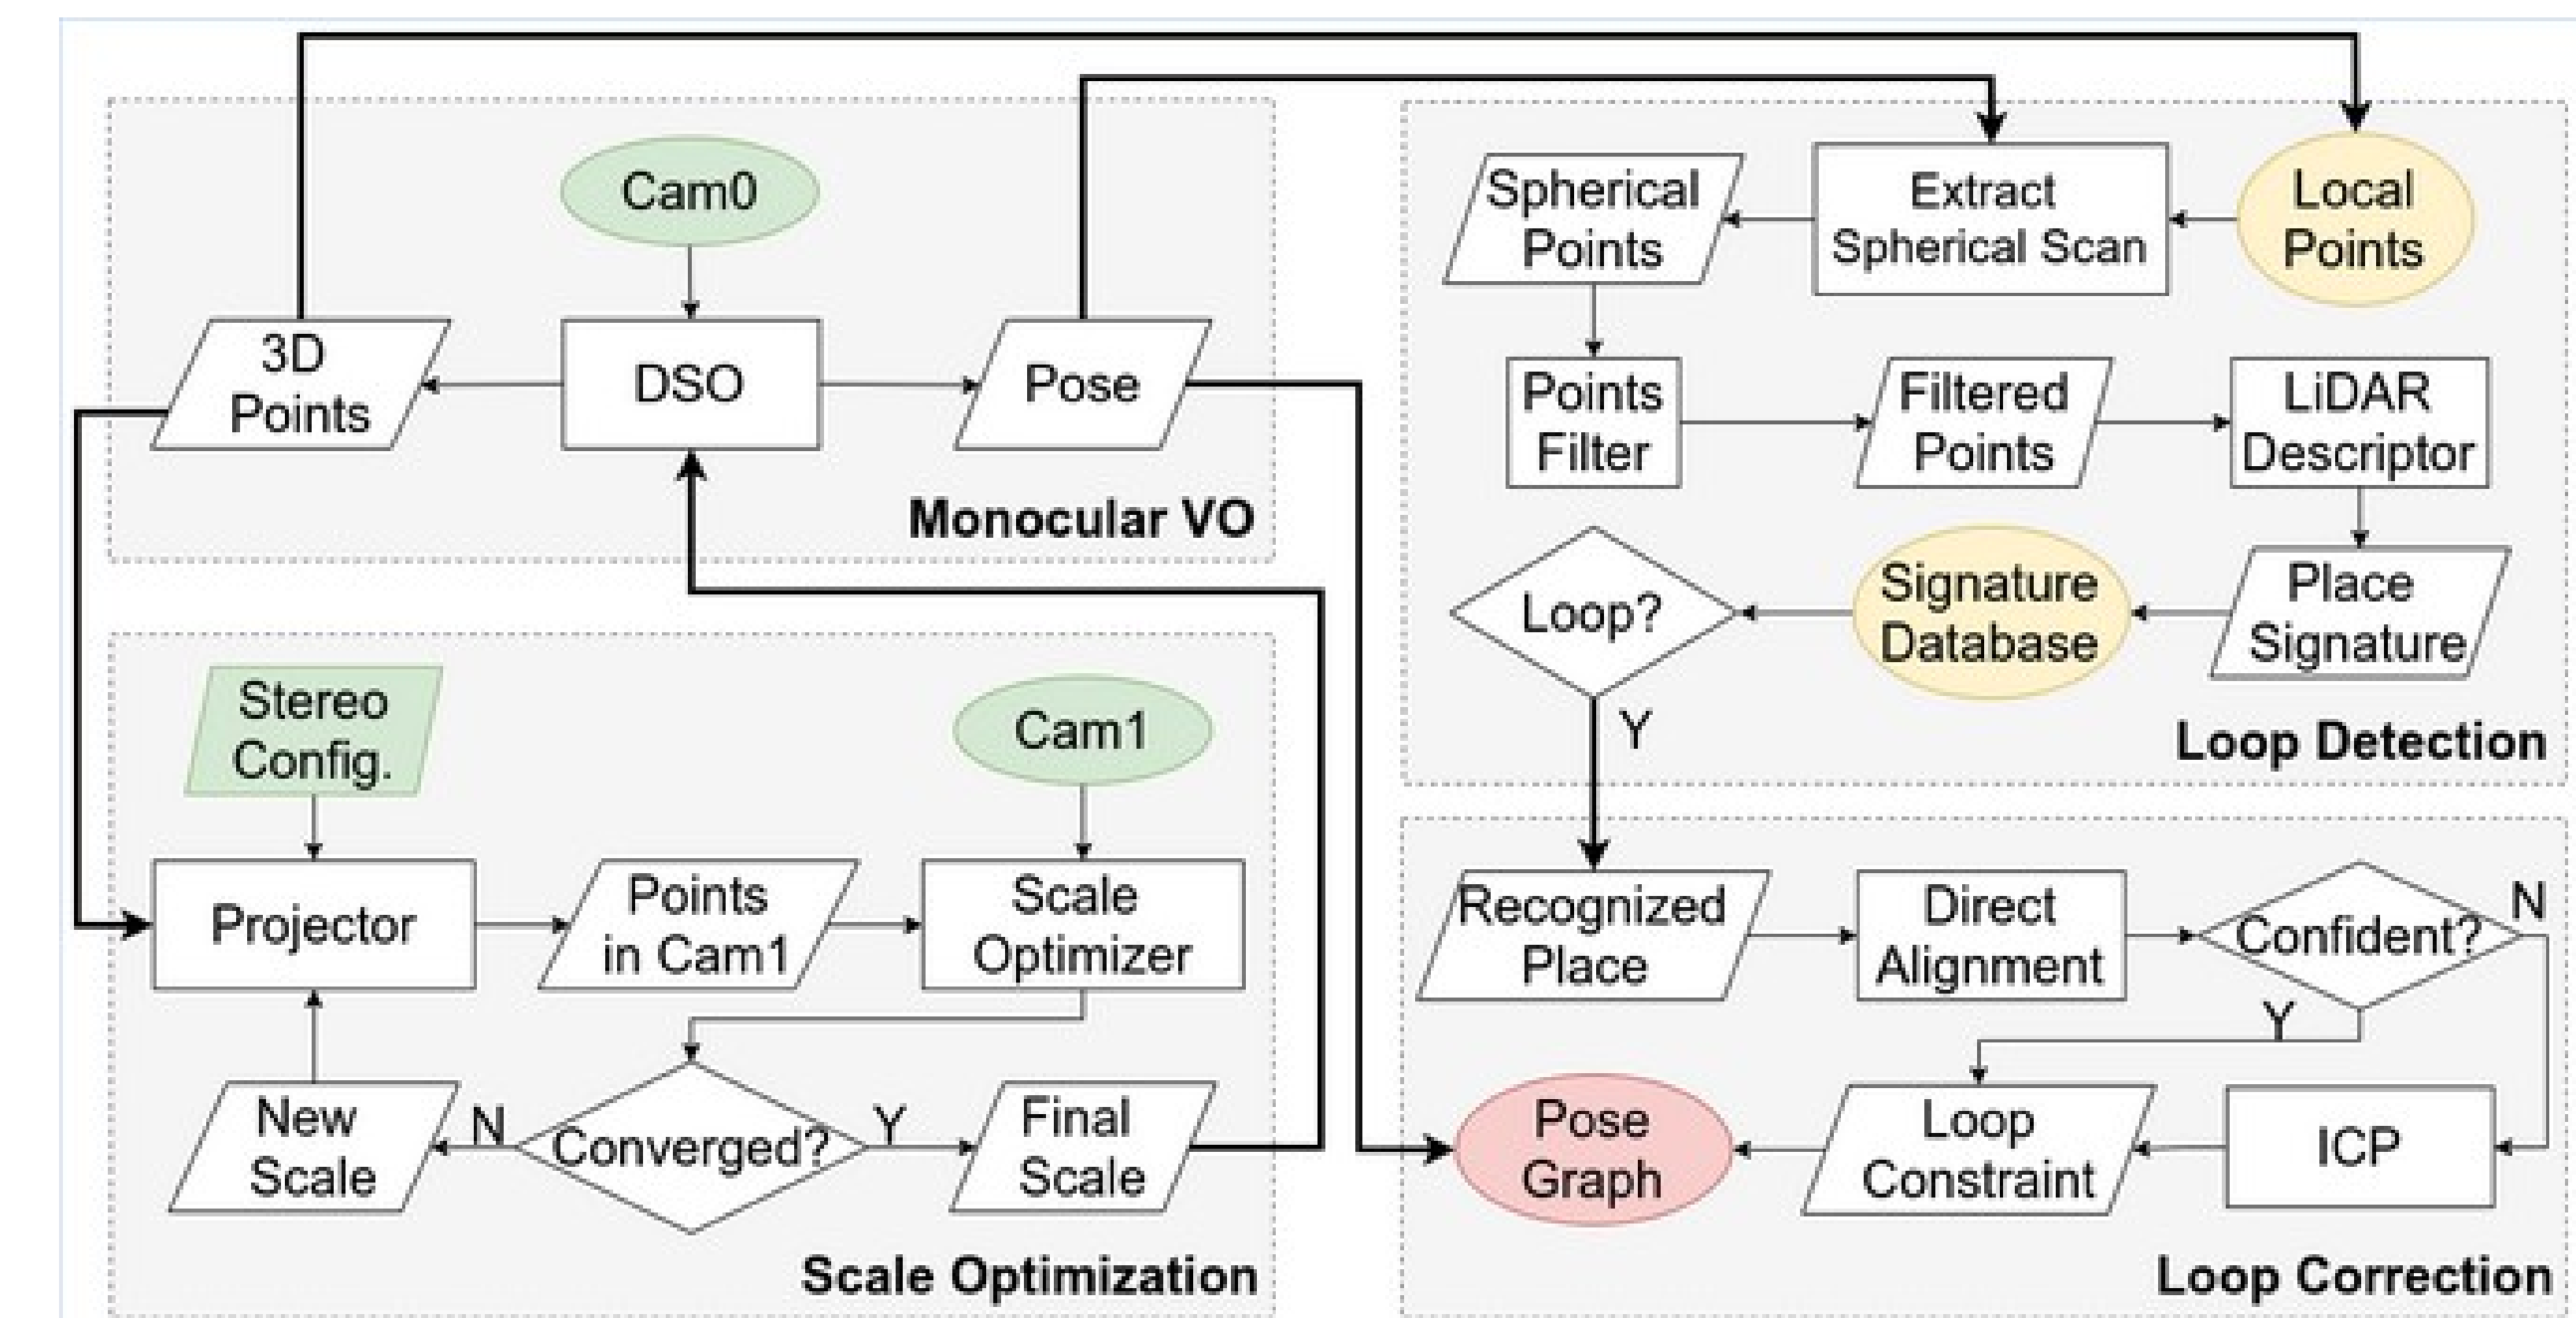 Cam0
3D
Points
DSO
Pose
Monocular VO
Stereo
Config.
Cam1
Projector
Points
in Cam1
Scale
Optimizer
New
Scale
N
Converged?
Y
Final
Scale
Scale Optimization
Spherical
Points
Extract
Spherical Scan
Local
Points
Points
Filter
Filtered
Points
LiDAR
Descriptor
Loop?
Signature
Database
Place
Signature
Y
Loop Detection
Recognized
Place
Direct
Alignment
Confident?
N
Y
Pose
Graph
Loop
Constraint
ICP
Loop Correction